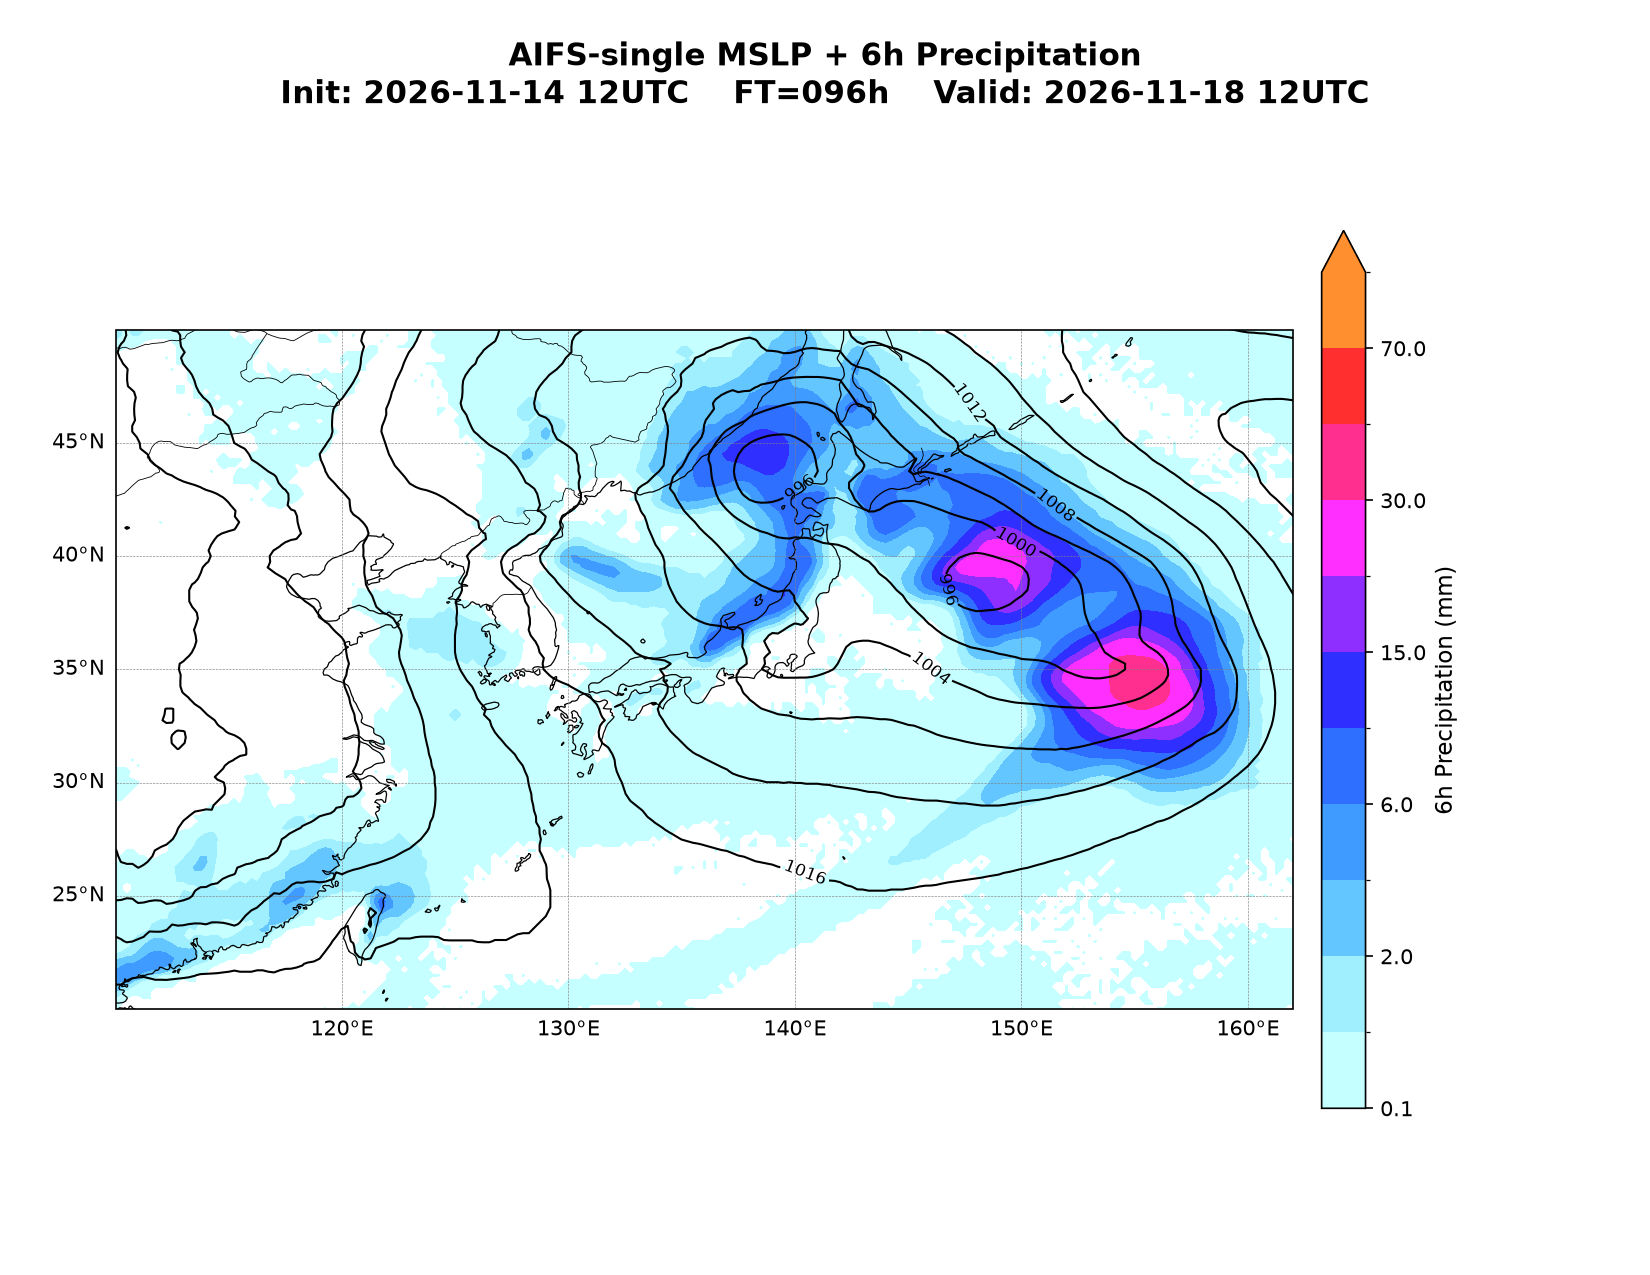 AIFS-single MSLP + 6h Precipitation
Init: 2026-11-14 12UTC    FT=096h    Valid: 2026-11-18 12UTC
1012
45°N
996
1008
1000
40°N
996
35°N
1004
30°N
1016
25°N
120°E
130°E
140°E
150°E
160°E
70.0
30.0
15.0
6.0
2.0
0.1
6h Precipitation (mm)